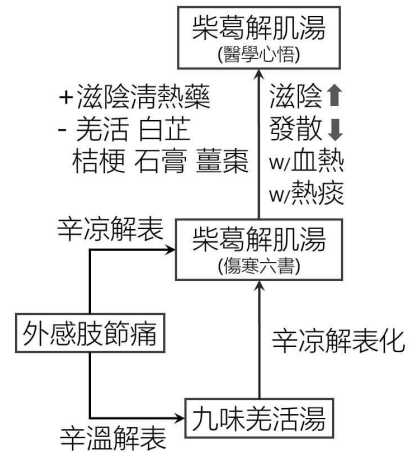 柴葛解肌湯
(醫學心悟)
+滋陰清熱藥
- 羌活 白芷
桔梗 石膏 薑棗
滋陰⬆
發散⬇
w/血熱
w/熱痰
辛凉解表
柴葛解肌湯
(傷寒六書)
外感肢節痛
辛凉解表化
九味羌活湯
辛溫解表